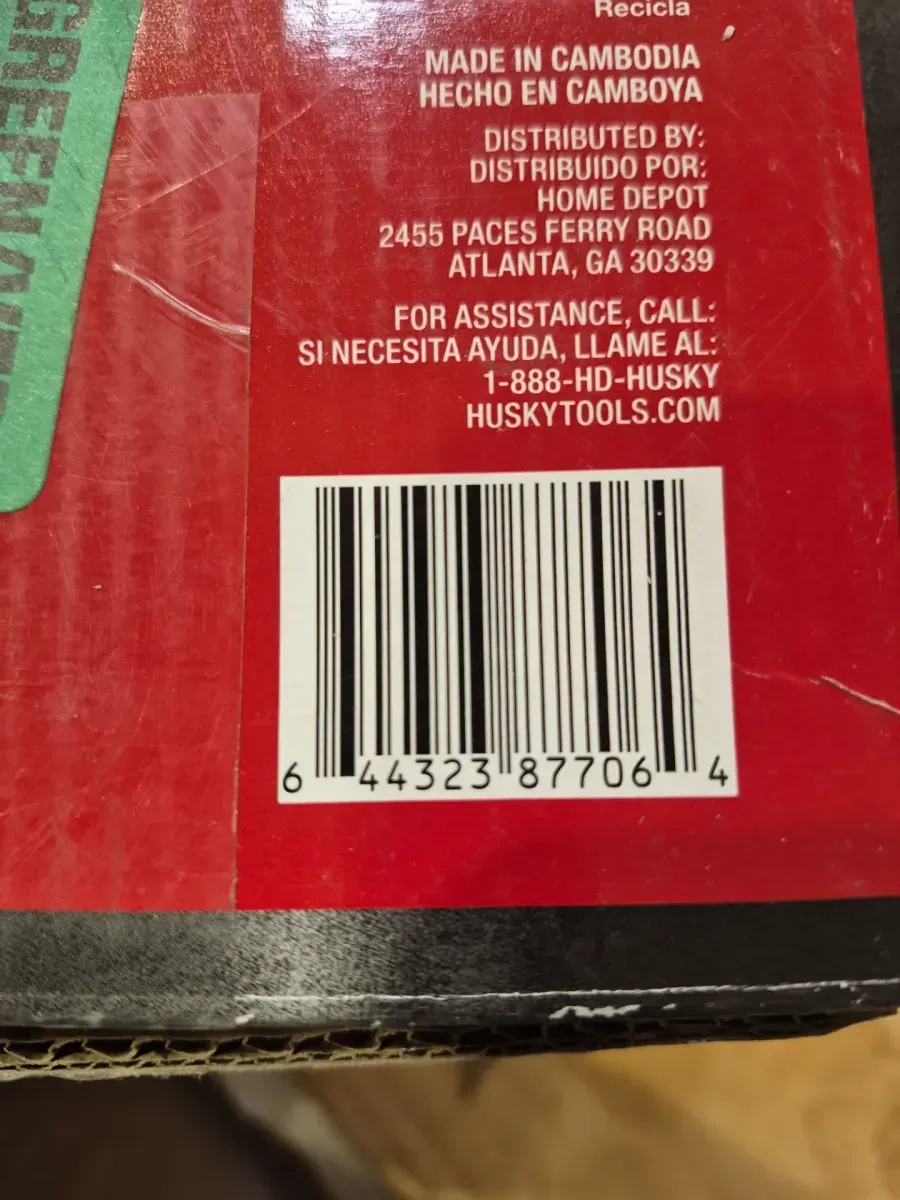 Recicla
MADE IN CAMBODIA
HECHO EN CAMBOYA
DISTRIBUTED BY:
DISTRIBUIDO POR:
HOME DEPOT
2455 PACES FERRY ROAD
ATLANTA, GA 30339
FOR ASSISTANCE, CALL:
SI NECESITA AYUDA, LLAME AL:
1-888-HD-HUSKY
HUSKYTOOLS.COM
6 44323 87706 4